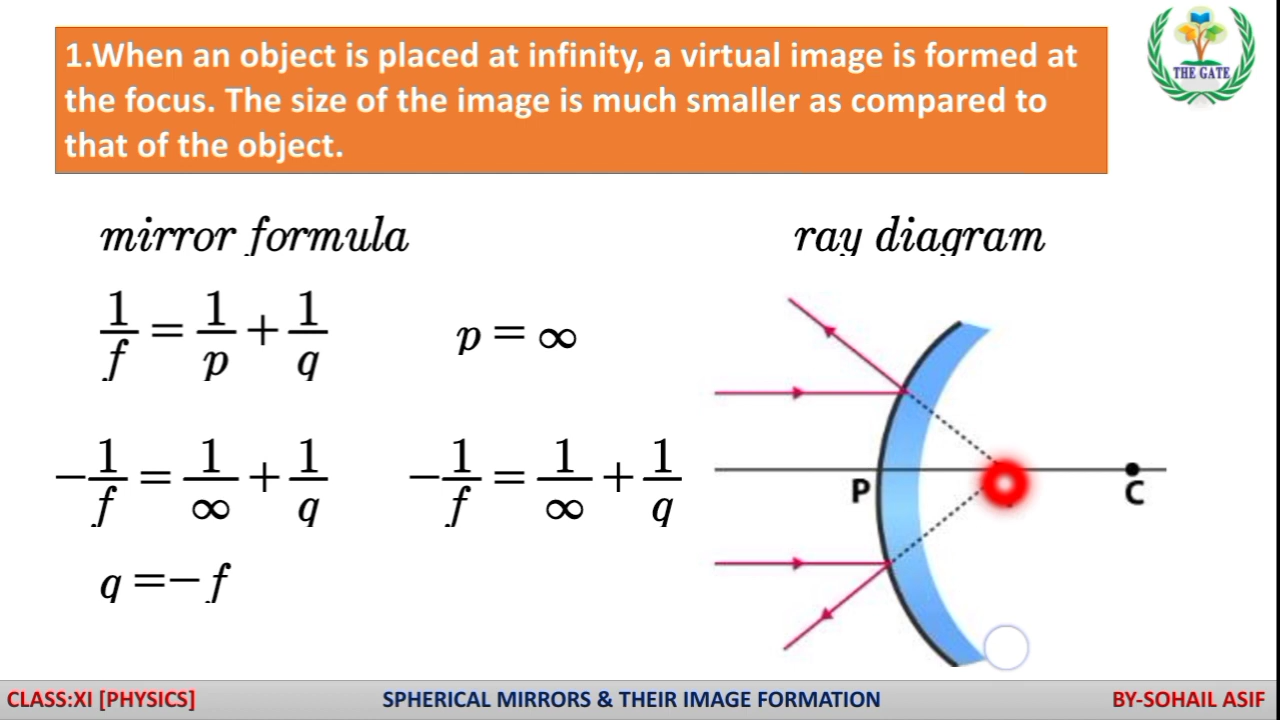 1.When an object is placed at infinity, a virtual image is formed at
the focus. The size of the image is much smaller as compared to
that of the object.
THE GATE
mirror formula
ray diagram
1/f = 1/p + 1/q
p = ∞
−1/f = 1/∞ + 1/q
−1/f = 1/∞ + 1/q
q =− f
P
C
CLASS:XI [PHYSICS]
SPHERICAL MIRRORS & THEIR IMAGE FORMATION
BY-SOHAIL ASIF